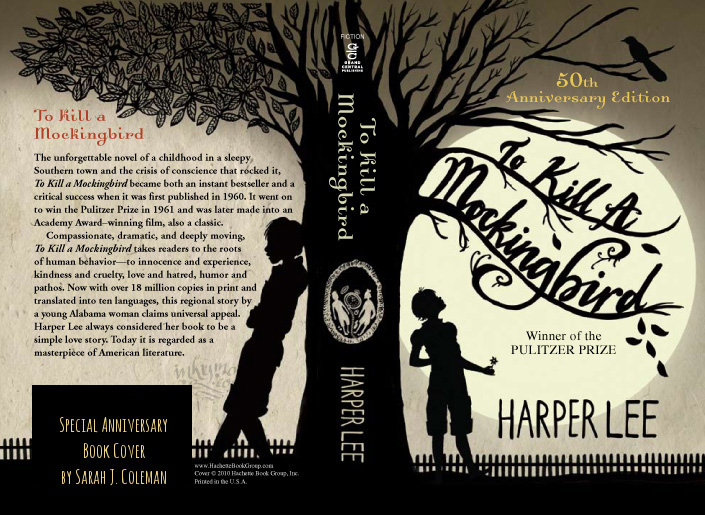 To Kill a
Mockingbird
The unforgettable novel of a childhood in a sleepy
Southern town and the crisis of conscience that rocked it,
To Kill a Mockingbird became both an instant bestseller and a
critical success when it was first published in 1960. It went on
to win the Pulitzer Prize in 1961 and was later made into an
Academy Award–winning film, also a classic.
Compassionate, dramatic, and deeply moving,
To Kill a Mockingbird takes readers to the roots
of human behavior—to innocence and experience,
kindness and cruelty, love and hatred, humor and
pathos. Now with over 18 million copies in print and
translated into ten languages, this regional story by
a young Alabama woman claims universal appeal.
Harper Lee always considered her book to be a
simple love story. Today it is regarded as a
masterpiece of American literature.
Special Anniversary
Book Cover
by Sarah J. Coleman
www.HachetteBookGroup.com
Cover © 2010 Hachette Book Group, Inc.
Printed in the U.S.A.
FICTION
GRAND
CENTRAL
PUBLISHING
To Kill a
Mockingbird
HARPER LEE
50th
Anniversary Edition
To Kill A
Mockingbird
Winner of the
PULITZER PRIZE
HARPER LEE